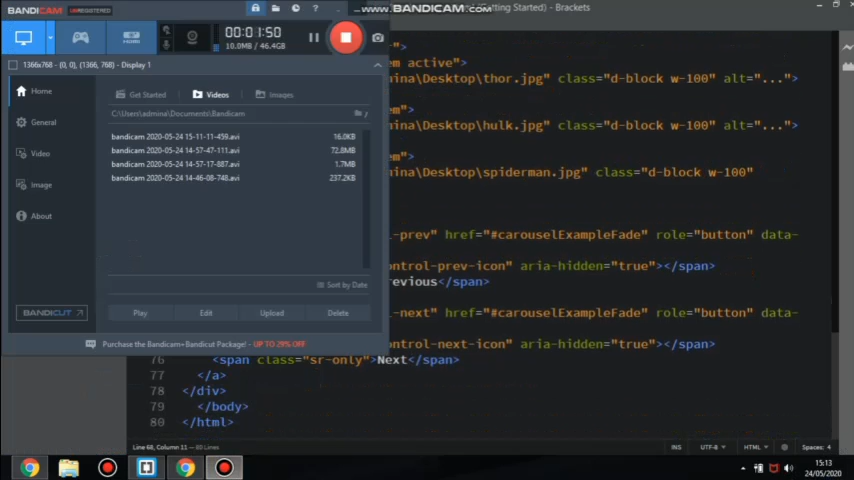 BANDICAM UNREGISTERED
www.BANDICAM.com
Getting Started) - Brackets
00:01:50
10.0MB / 46.4GB
HDMI
1366x768 - (0, 0), (1366, 768) - Display 1
Home
General
Video
Image
About
BANDICUT
Get Started
Videos
Images
C:\Users\admina\Documents\Bandicam
bandicam 2020-05-24 15-11-11-459.avi 16.0KB
bandicam 2020-05-24 14-57-47-111.avi 72.8MB
bandicam 2020-05-24 14-57-17-887.avi 1.7MB
bandicam 2020-05-24 14-46-08-748.avi 237.2KB
Sort by Date
Play Edit Upload Delete
Purchase the Bandicam+Bandicut Package! - UP TO 29% OFF
">
m active">
mina\Desktop\thor.jpg" class="d-block w-100" alt="...">
m">
mina\Desktop\hulk.jpg" class="d-block w-100" alt="...">
m">
mina\Desktop\spiderman.jpg" class="d-block w-100"
l-prev" href="#carouselExampleFade" role="button" data-
ontrol-prev-icon" aria-hidden="true"></span>
revious</span>
l-next" href="#carouselExampleFade" role="button" data-
ontrol-next-icon" aria-hidden="true"></span>
76 <span class="sr-only">Next</span>
77 </a>
78 </div>
79 </body>
80 </html>
Line 68, Column 11 — 80 Lines
INS UTF-8 HTML Spaces: 4
15:13
24/05/2020